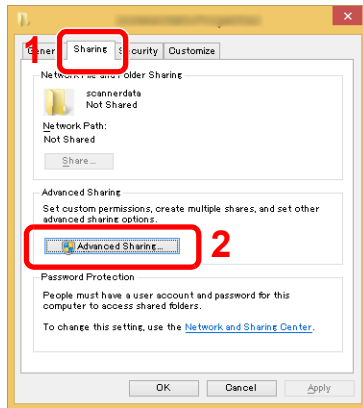 1
General Sharing Security Customize
Network File and Folder Sharing
scannerdata
Not Shared
Network Path:
Not Shared
Share...
Advanced Sharing
Set custom permissions, create multiple shares, and set other
advanced sharing options.
Advanced Sharing...
2
Password Protection
People must have a user account and password for this
computer to access shared folders.
To change this setting, use the Network and Sharing Center.
OK Cancel Apply